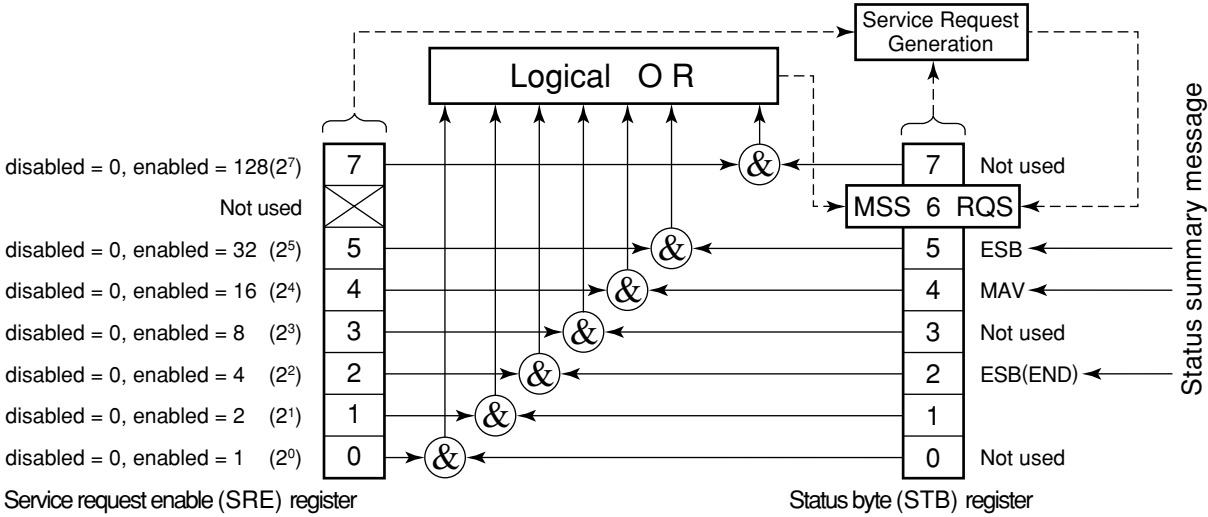 Service Request
Generation
Logical O R
disabled = 0, enabled = 128(2⁷)
7
&
7
Not used
Not used
MSS 6 RQS
disabled = 0, enabled = 32 (2⁵)
5
&
5
ESB
disabled = 0, enabled = 16 (2⁴)
4
&
4
MAV
disabled = 0, enabled = 8 (2³)
3
&
3
Not used
disabled = 0, enabled = 4 (2²)
2
&
2
ESB(END)
disabled = 0, enabled = 2 (2¹)
1
&
1
disabled = 0, enabled = 1 (2⁰)
0
&
0
Not used
Status summary message
Service request enable (SRE) register
Status byte (STB) register